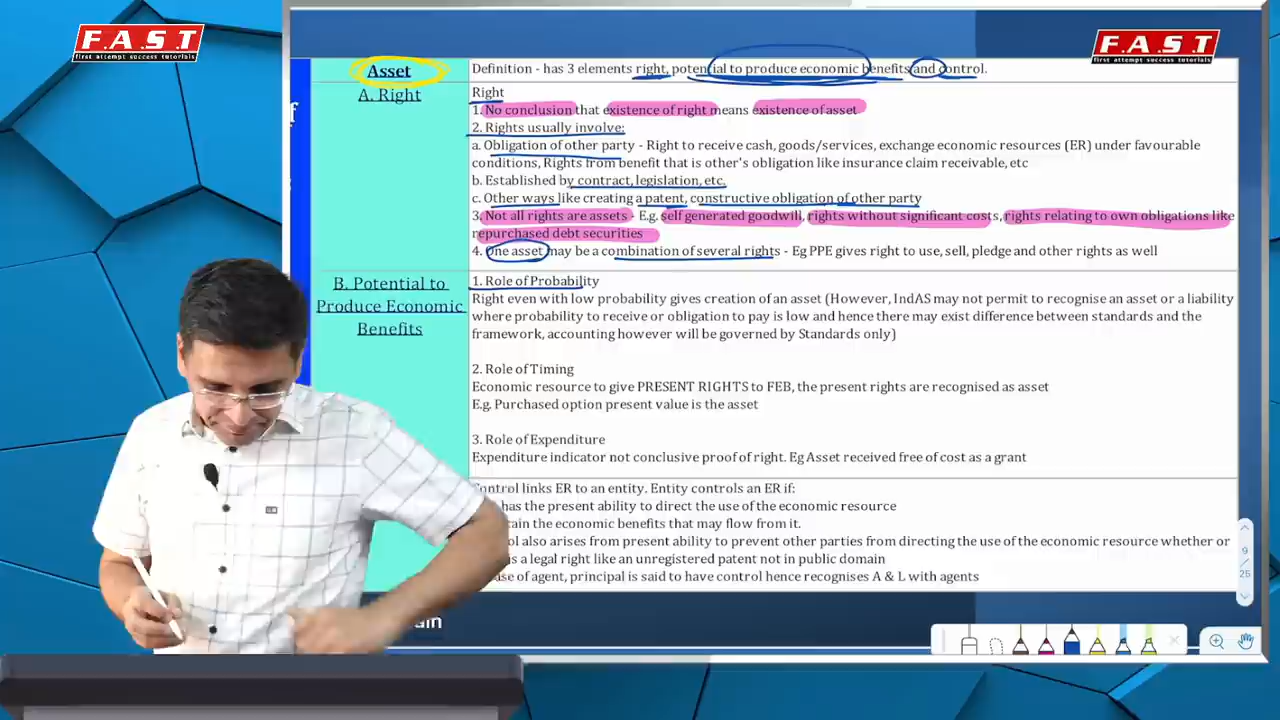 F.A.S.T
first attempt success tutorials
F.A.S.T
first attempt success tutorials
Asset
Definition - has 3 elements right, potential to produce economic benefits and control.
A. Right
Right
1. No conclusion that existence of right means existence of asset
2. Rights usually involve:
a. Obligation of other party - Right to receive cash, goods/services, exchange economic resources (ER) under favourable
conditions, Rights from benefit that is other's obligation like insurance claim receivable, etc
b. Established by contract, legislation, etc.
c. Other ways like creating a patent, constructive obligation of other party
3. Not all rights are assets - E.g. self generated goodwill, rights without significant costs, rights relating to own obligations like
repurchased debt securities
4. One asset may be a combination of several rights - Eg PPE gives right to use, sell, pledge and other rights as well
B. Potential to
Produce Economic
Benefits
1. Role of Probability
Right even with low probability gives creation of an asset (However, IndAS may not permit to recognise an asset or a liability
where probability to receive or obligation to pay is low and hence there may exist difference between standards and the
framework, accounting however will be governed by Standards only)
2. Role of Timing
Economic resource to give PRESENT RIGHTS to FEB, the present rights are recognised as asset
E.g. Purchased option present value is the asset
3. Role of Expenditure
Expenditure indicator not conclusive proof of right. Eg Asset received free of cost as a grant
Control links ER to an entity. Entity controls an ER if:
has the present ability to direct the use of the economic resource
the economic benefits that may flow from it.
also arises from present ability to prevent other parties from directing the use of the economic resource whether or
a legal right like an unregistered patent not in public domain
of agent, principal is said to have control hence recognises A & L with agents
9
/
25